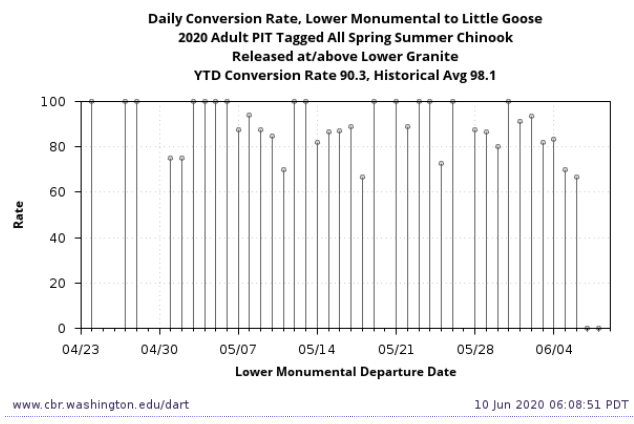 Daily Conversion Rate, Lower Monumental to Little Goose
2020 Adult PIT Tagged All Spring Summer Chinook
Released at/above Lower Granite
YTD Conversion Rate 90.3, Historical Avg 98.1
100
80
60
40
20
0
Rate
04/23 04/30 05/07 05/14 05/21 05/28 06/04
Lower Monumental Departure Date
www.cbr.washington.edu/dart 10 Jun 2020 06:08:51 PDT